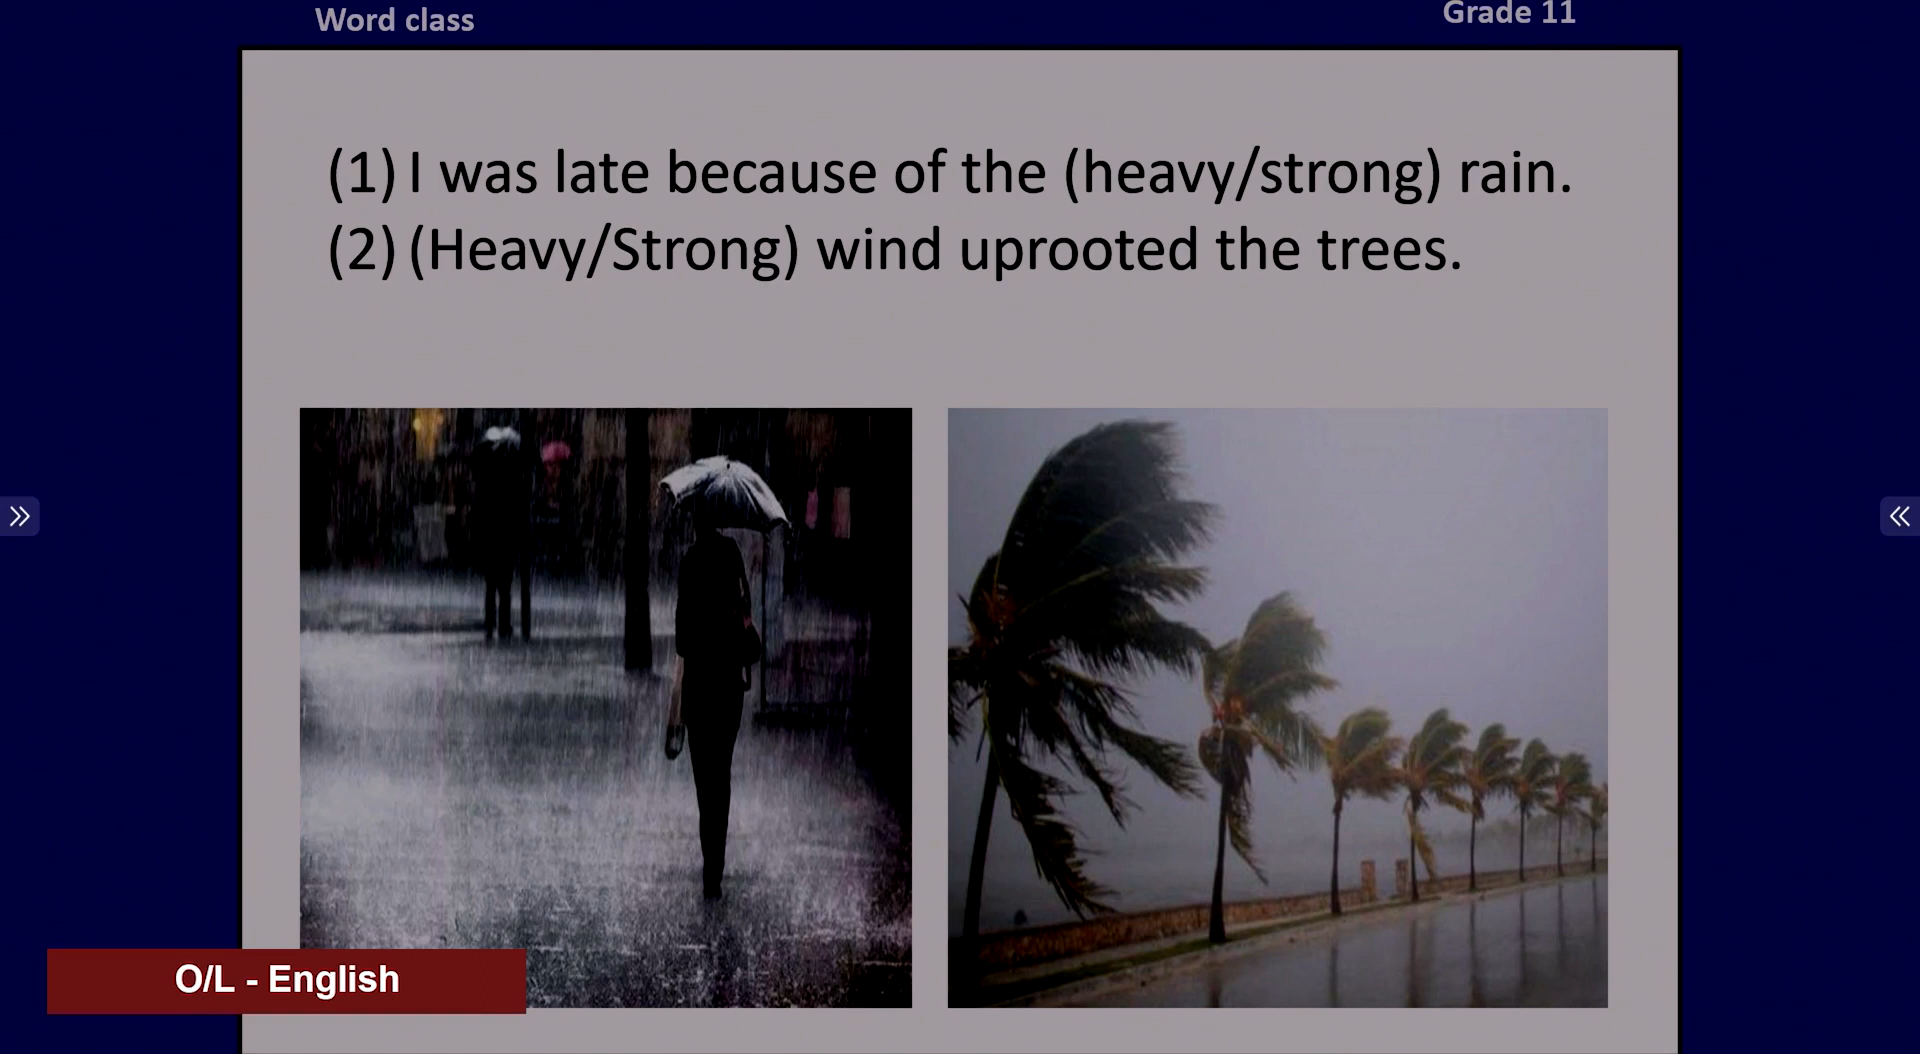 Word class
Grade 11
(1) I was late because of the (heavy/strong) rain.
(2) (Heavy/Strong) wind uprooted the trees.
O/L - English